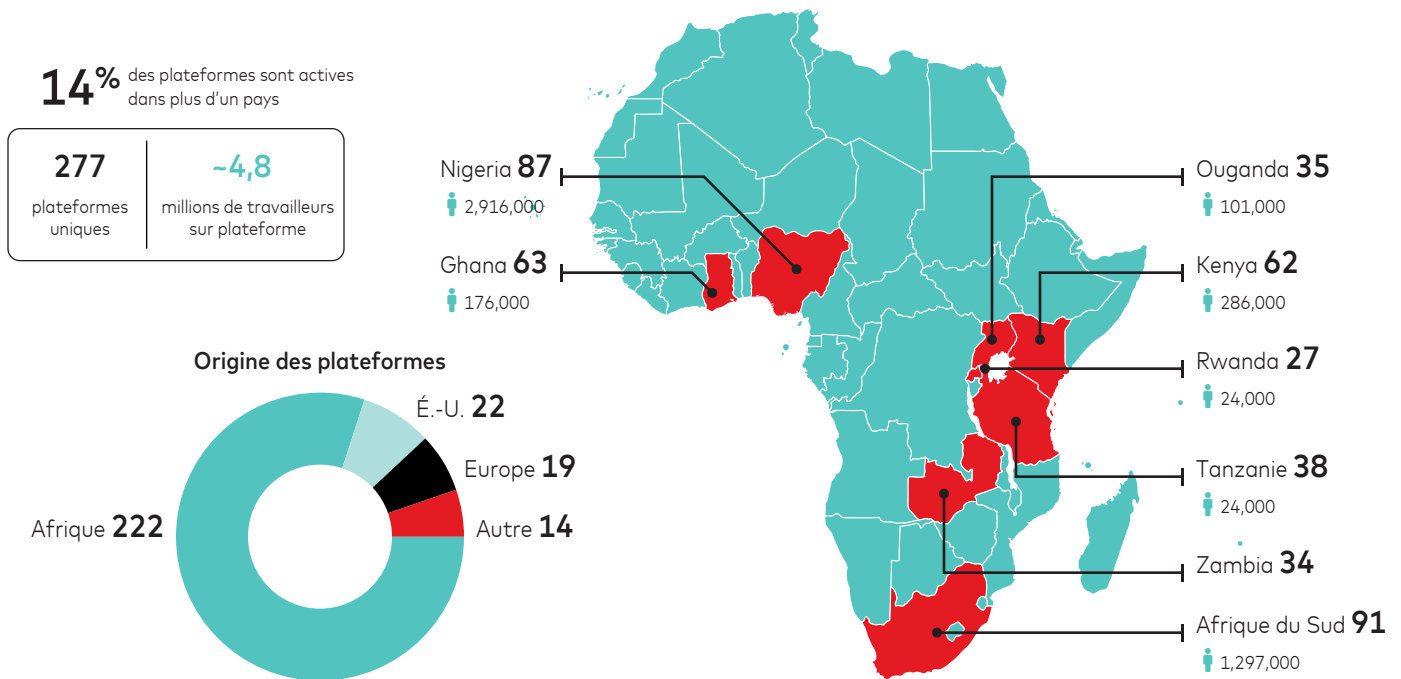 14% des plateformes sont actives
dans plus d'un pays
277
plateformes
uniques
~4,8
millions de travailleurs
sur plateforme
Nigeria 87
2,916,000
Ghana 63
176,000
Origine des plateformes
É.-U. 22
Europe 19
Autre 14
Afrique 222
Ouganda 35
101,000
Kenya 62
286,000
Rwanda 27
24,000
Tanzanie 38
24,000
Zambia 34
Afrique du Sud 91
1,297,000